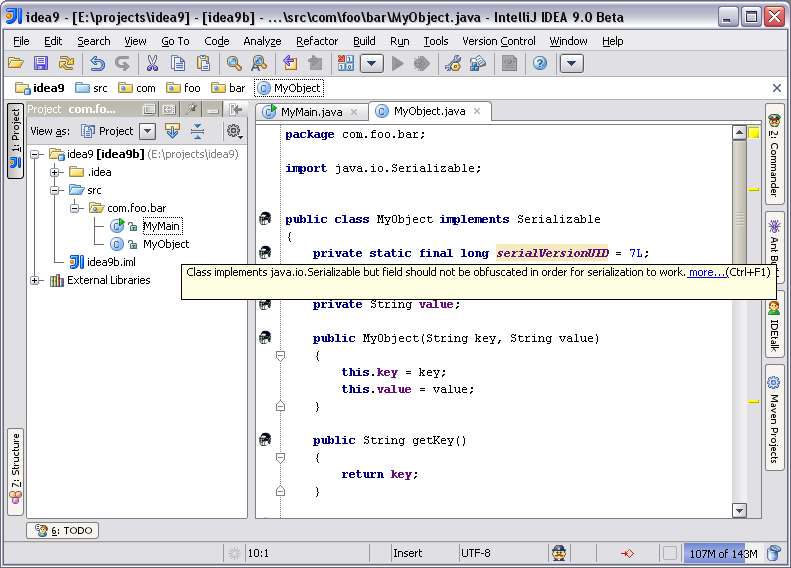 idea9 - [E:\projects\idea9] - [idea9b] - ...\src\com\foo\bar\MyObject.java - IntelliJ IDEA 9.0 Beta
File Edit Search View Go To Code Analyze Refactor Build Run Tools Version Control Window Help
idea9 src com foo bar MyObject
Project com.fo...
MyMain.java MyObject.java
View as: Project
idea9 [idea9b] (E:\projects\idea9)
.idea
src
com.foo.bar
MyMain
MyObject
idea9b.iml
External Libraries
1: Project
7: Structure
package com.foo.bar;
import java.io.Serializable;
public class MyObject implements Serializable
{
private static final long serialVersionUID = 7L;
Class implements java.io.Serializable but field should not be obfuscated in order for serialization to work. more...(Ctrl+F1)
private String value;
public MyObject(String key, String value)
{
this.key = key;
this.value = value;
}
public String getKey()
{
return key;
}
2: Commander
Ant Bu
IDEtalk
Maven Projects
6: TODO
10:1 Insert UTF-8 107M of 143M